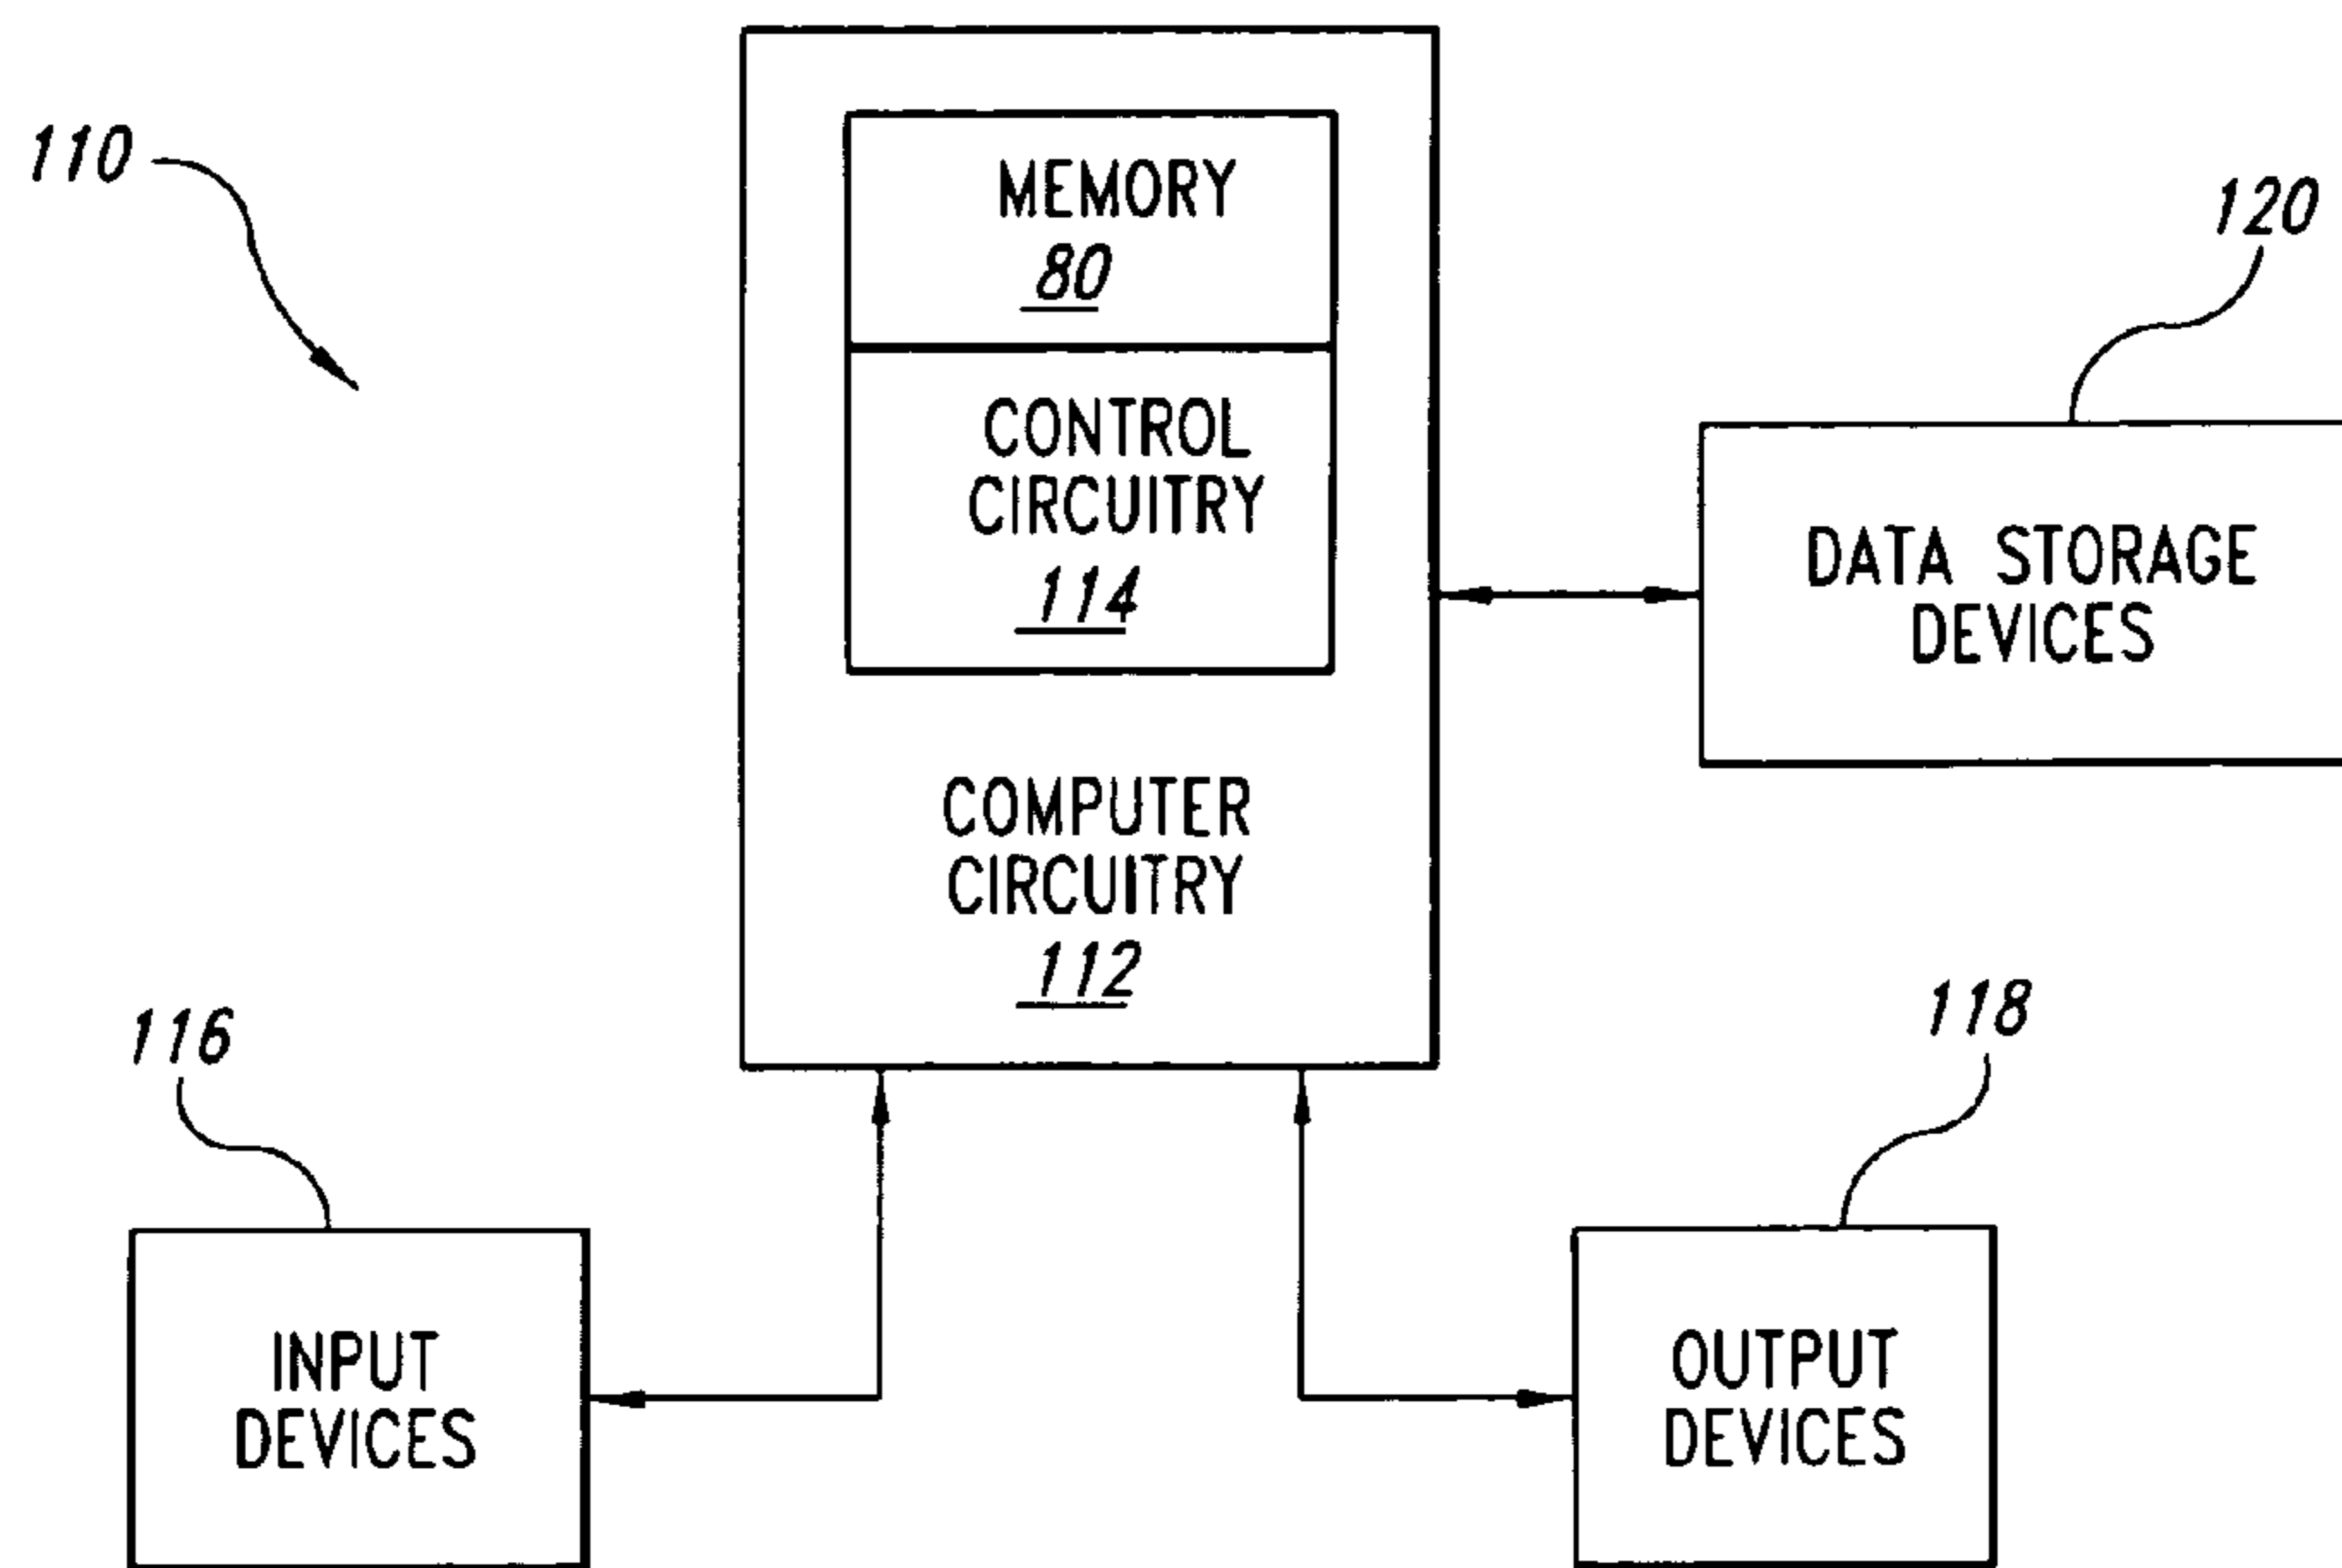 110
MEMORY
80
CONTROL
CIRCUITRY
114
COMPUTER
CIRCUITRY
112
120
DATA STORAGE
DEVICES
116
INPUT
DEVICES
118
OUTPUT
DEVICES